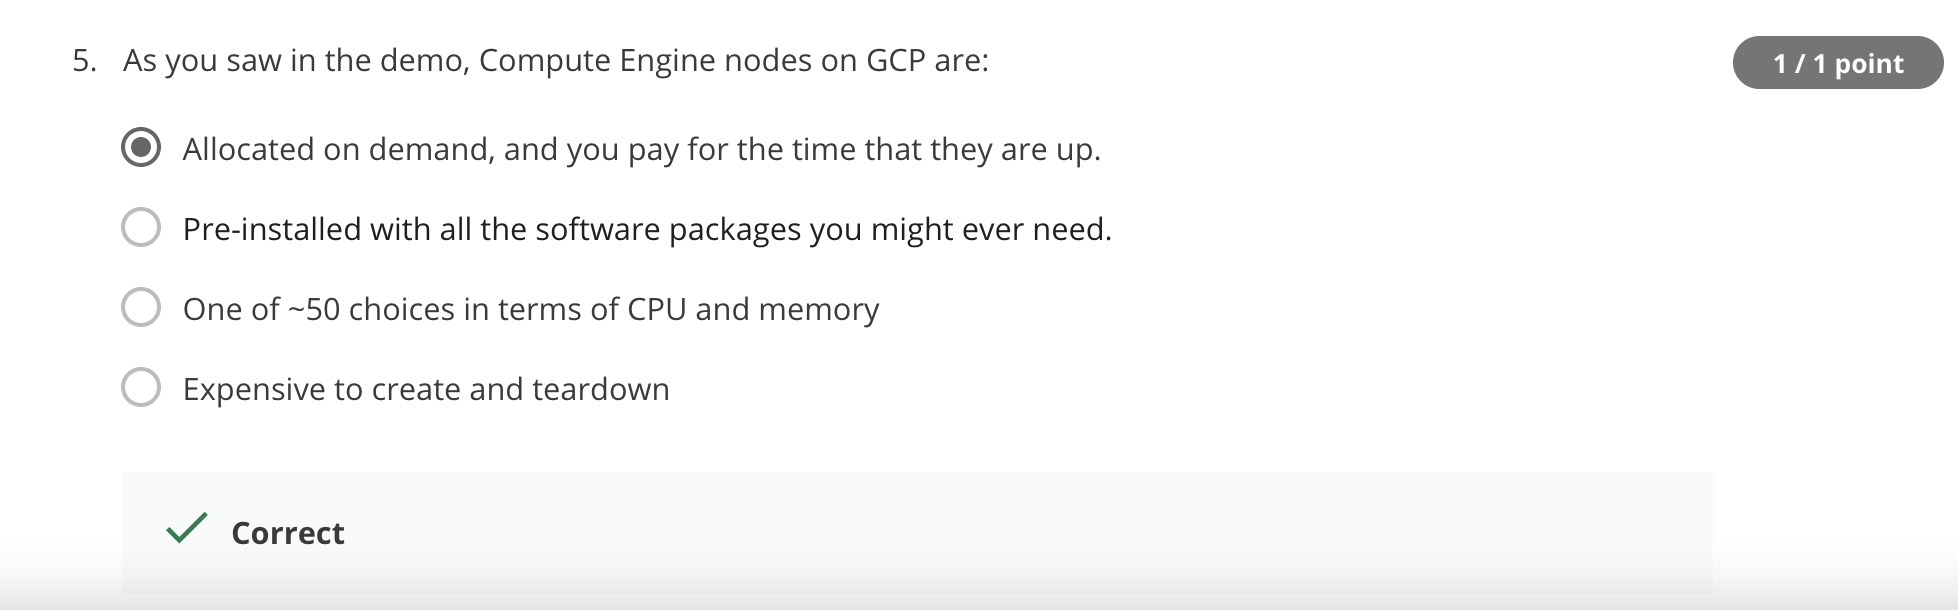 5. As you saw in the demo, Compute Engine nodes on GCP are:
1 / 1 point
Allocated on demand, and you pay for the time that they are up.
Pre-installed with all the software packages you might ever need.
One of ~50 choices in terms of CPU and memory
Expensive to create and teardown
Correct